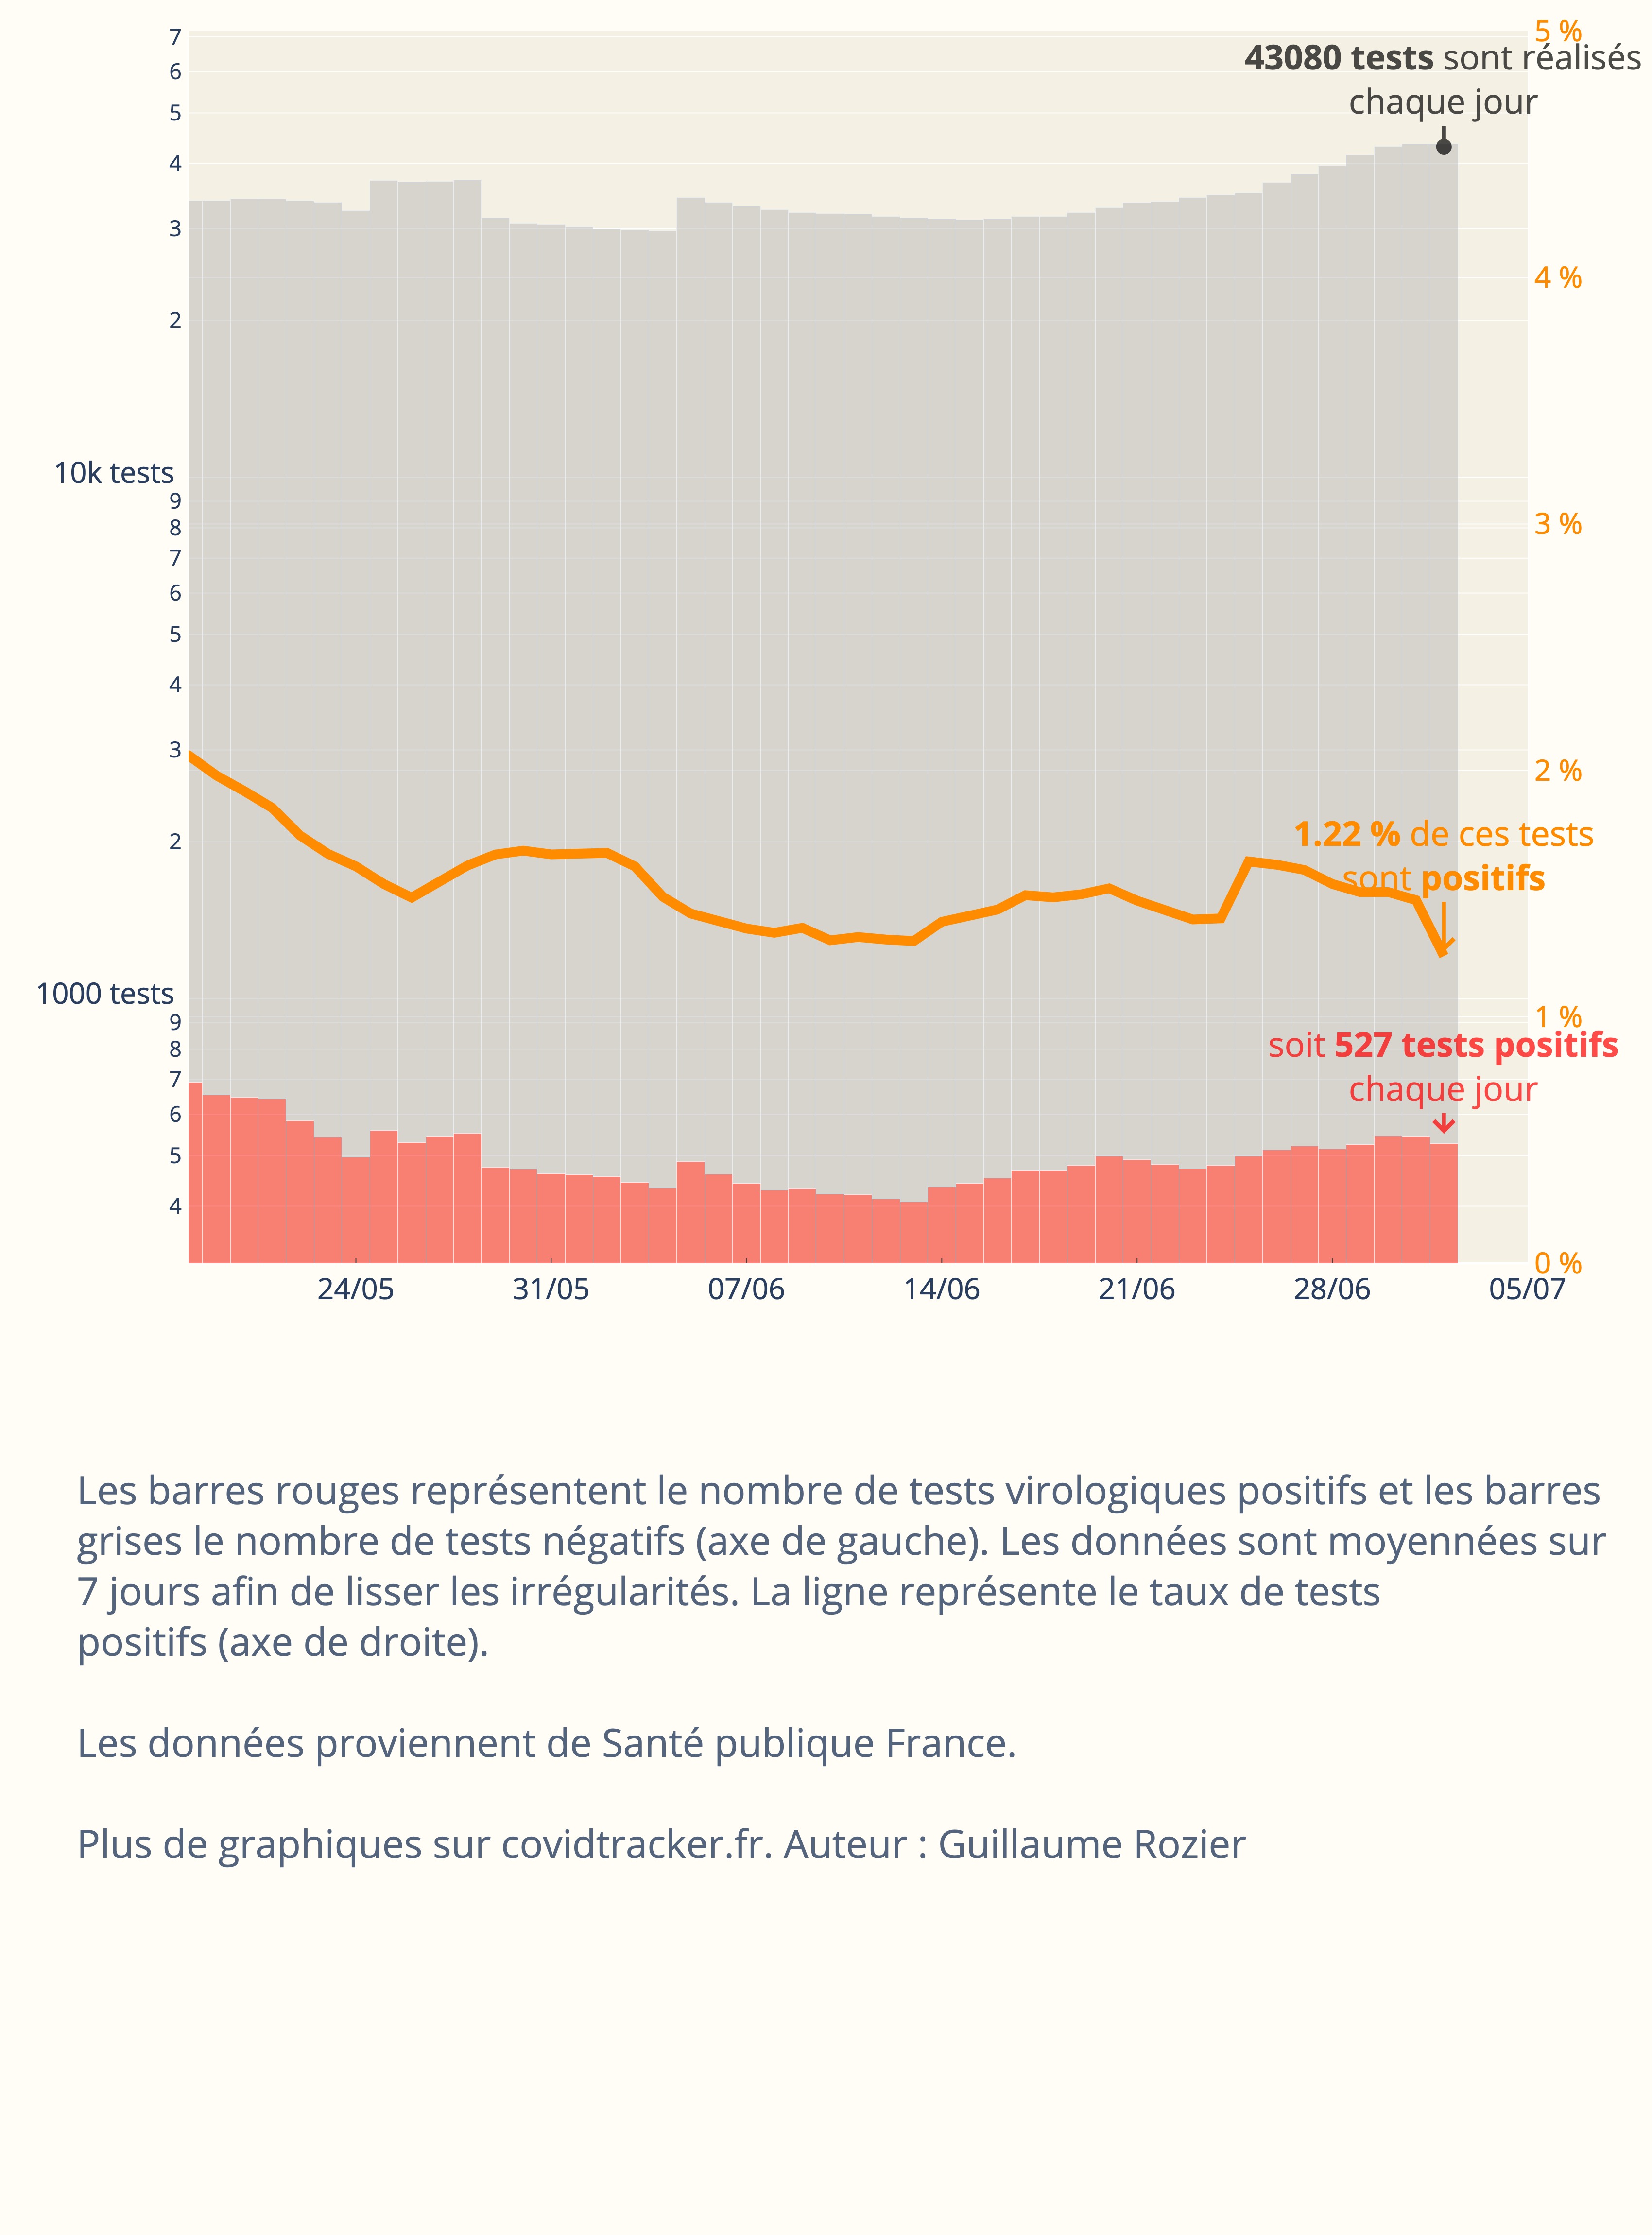 7
5 %
43080 tests sont réalisés
6
chaque jour
5
4
3
4 %
2
10k tests
9
3 %
8
7
6
5
4
3
2 %
1.22 % de ces tests
2
sont positifs
1000 tests
1 %
9
soit 527 tests positifs
8
7
chaque jour
6
5
4
0 %
24/05 31/05 07/06 14/06 21/06 28/06 05/07
Les barres rouges représentent le nombre de tests virologiques positifs et les barres
grises le nombre de tests négatifs (axe de gauche). Les données sont moyennées sur
7 jours afin de lisser les irrégularités. La ligne représente le taux de tests
positifs (axe de droite).
Les données proviennent de Santé publique France.
Plus de graphiques sur covidtracker.fr. Auteur : Guillaume Rozier